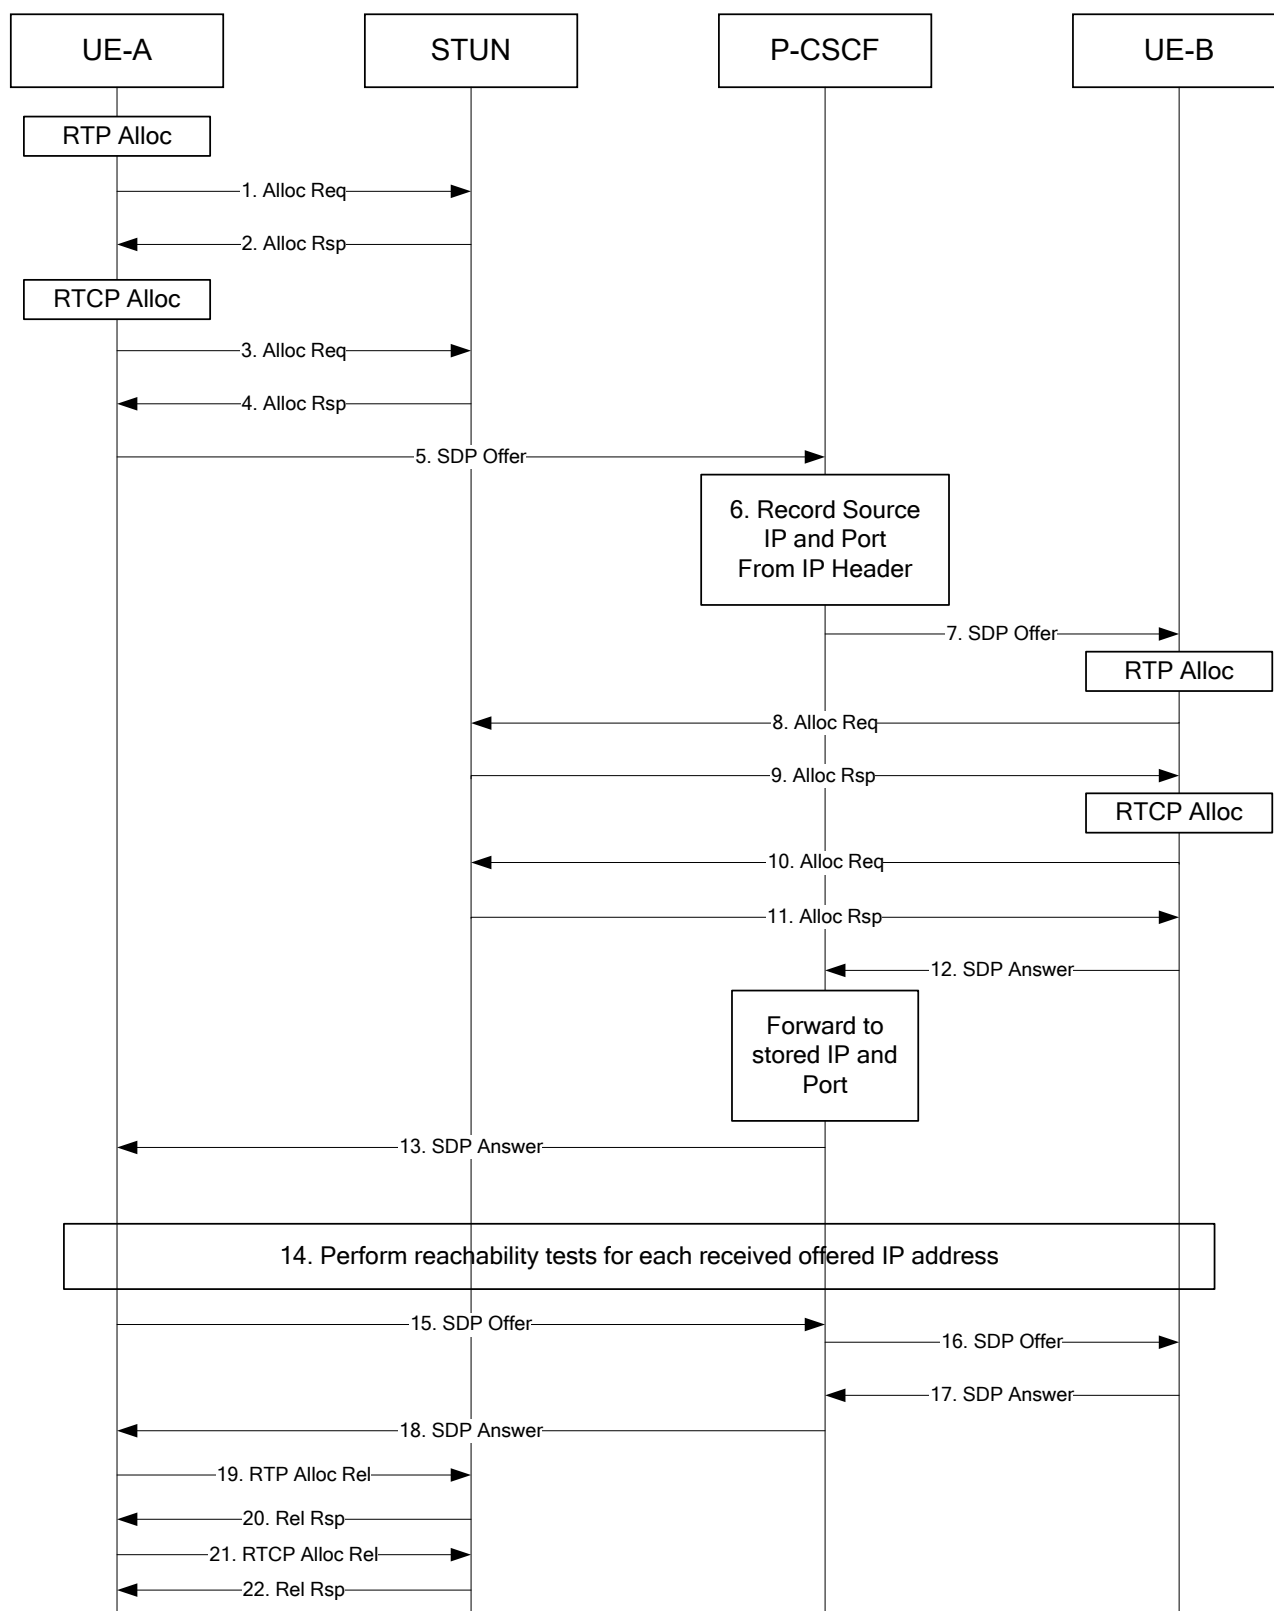 UE-A
STUN
P-CSCF
UE-B
RTP Alloc
1. Alloc Req
2. Alloc Rsp
RTCP Alloc
3. Alloc Req
4. Alloc Rsp
5. SDP Offer
6. Record Source
IP and Port
From IP Header
7. SDP Offer
RTP Alloc
8. Alloc Req
9. Alloc Rsp
RTCP Alloc
10. Alloc Req
11. Alloc Rsp
12. SDP Answer
Forward to
stored IP and
Port
13. SDP Answer
14. Perform reachability tests for each received offered IP address
15. SDP Offer
16. SDP Offer
17. SDP Answer
18. SDP Answer
19. RTP Alloc Rel
20. Rel Rsp
21. RTCP Alloc Rel
22. Rel Rsp